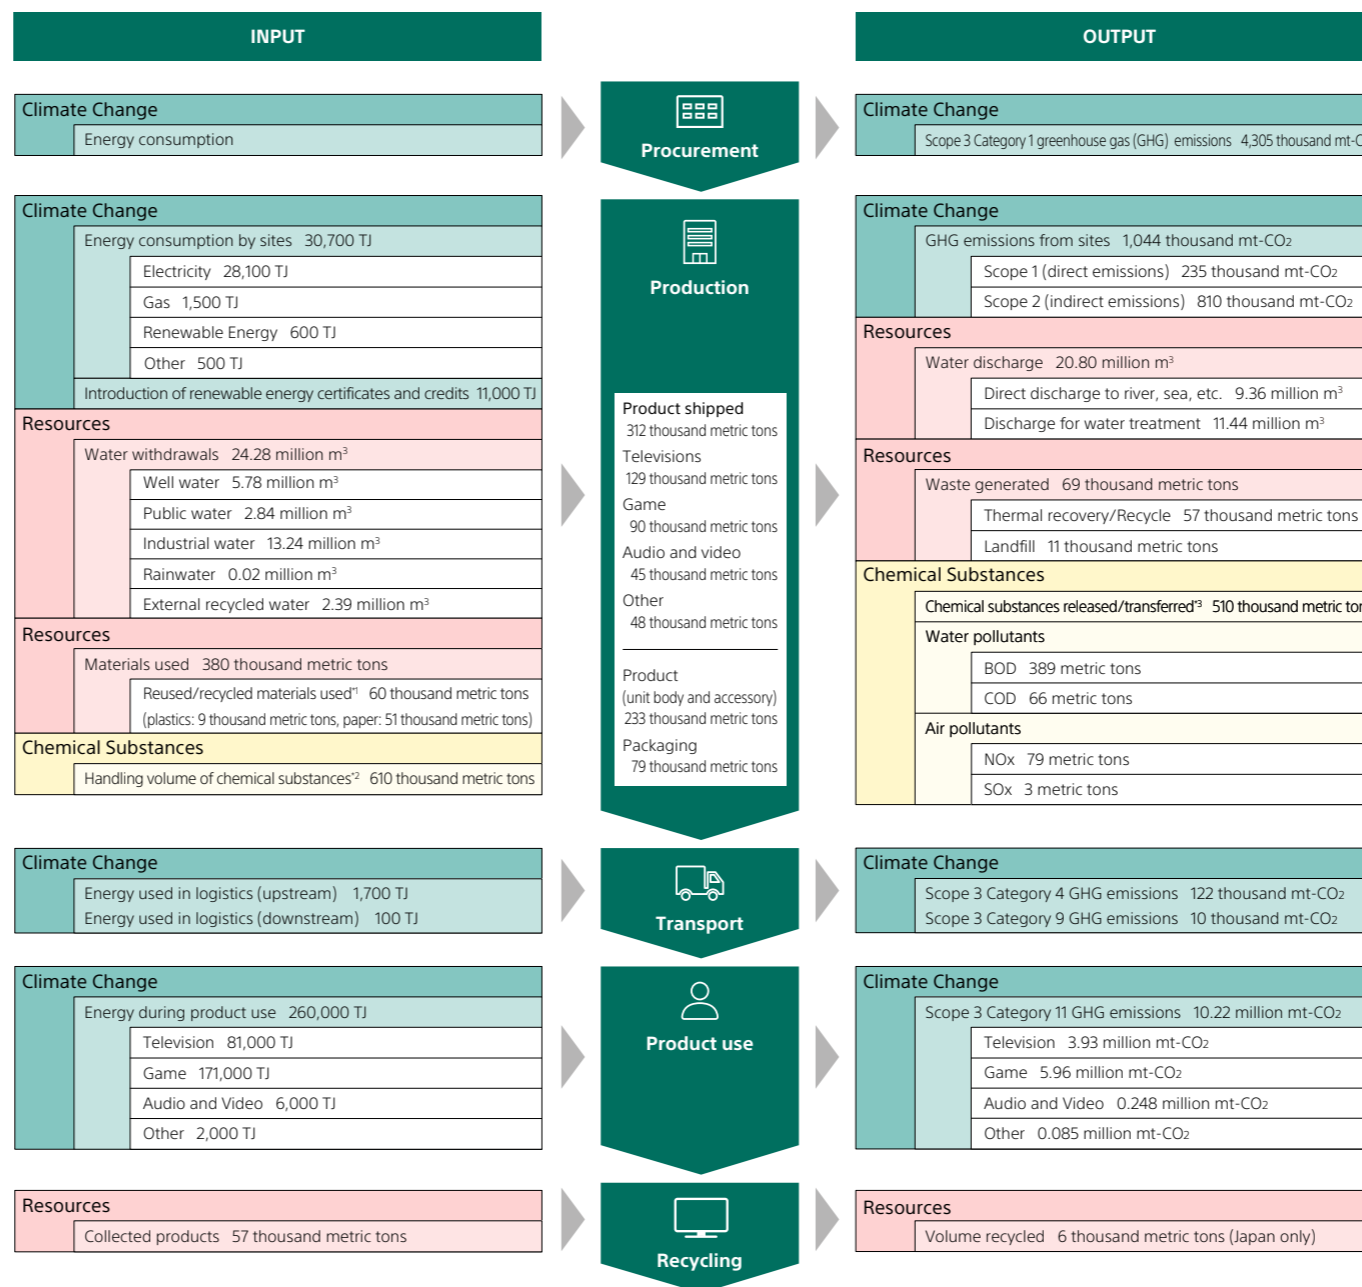 INPUT
OUTPUT
Climate Change
Energy consumption
Procurement
Climate Change
Scope 3 Category 1 greenhouse gas (GHG) emissions 4,305 thousand
Climate Change
Energy consumption by sites 30,700 TJ
Electricity 28,100 TJ
Gas 1,500 TJ
Renewable Energy 600 TJ
Other 500 TJ
Introduction of renewable energy certificates and credits 11,000 TJ
Resources
Water withdrawals 24.28 million m³
Well water 5.78 million m³
Public water 2.84 million m³
Industrial water 13.24 million m³
Rainwater 0.02 million m³
External recycled water 2.39 million m³
Resources
Materials used 380 thousand metric tons
Reused/recycled materials used*1 60 thousand metric tons
(plastics: 9 thousand metric tons, paper: 51 thousand metric tons)
Chemical Substances
Handling volume of chemical substances*2 610 thousand metric tons
Production
Product shipped
312 thousand metric tons
Televisions
129 thousand metric tons
Game
90 thousand metric tons
Audio and video
45 thousand metric tons
Other
48 thousand metric tons
Product
(unit body and accessory)
233 thousand metric tons
Packaging
79 thousand metric tons
Climate Change
GHG emissions from sites 1,044 thousand mt-CO2
Scope 1 (direct emissions) 235 thousand mt-CO2
Scope 2 (indirect emissions) 810 thousand mt-CO2
Resources
Water discharge 20.80 million m³
Direct discharge to river, sea, etc. 9.36 million m³
Discharge for water treatment 11.44 million m³
Resources
Waste generated 69 thousand metric tons
Thermal recovery/Recycle 57 thousand metric tons
Landfill 11 thousand metric tons
Chemical Substances
Chemical substances released/transferred*3 510 thousand metric
Water pollutants
BOD 389 metric tons
COD 66 metric tons
Air pollutants
NOx 79 metric tons
SOx 3 metric tons
Climate Change
Energy used in logistics (upstream) 1,700 TJ
Energy used in logistics (downstream) 100 TJ
Transport
Climate Change
Scope 3 Category 4 GHG emissions 122 thousand mt-CO2
Scope 3 Category 9 GHG emissions 10 thousand mt-CO2
Climate Change
Energy during product use 260,000 TJ
Television 81,000 TJ
Game 171,000 TJ
Audio and Video 6,000 TJ
Other 2,000 TJ
Product use
Climate Change
Scope 3 Category 11 GHG emissions 10.22 million mt-CO2
Television 3.93 million mt-CO2
Game 5.96 million mt-CO2
Audio and Video 0.248 million mt-CO2
Other 0.085 million mt-CO2
Resources
Collected products 57 thousand metric tons
Recycling
Resources
Volume recycled 6 thousand metric tons (Japan only)